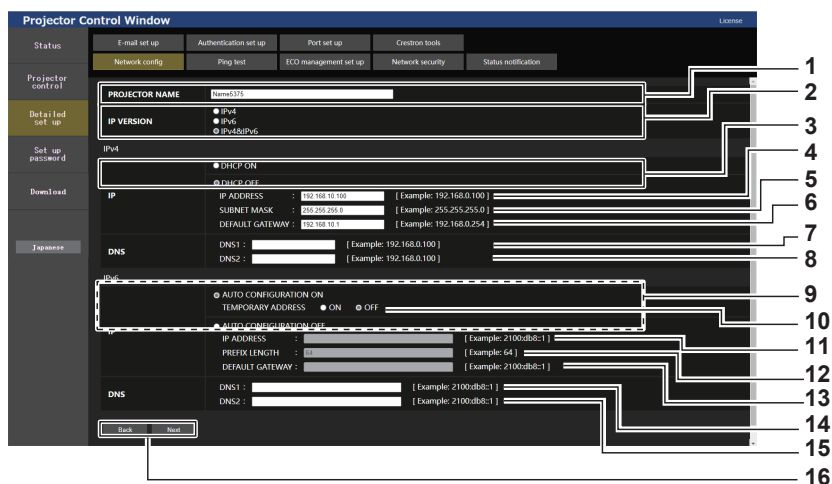 Projector Control Window License
Status E-mail set up Authentication set up Port set up Crestron tools
Network config Ping test ECO management set up Network security Status notification
Projector
control
Detailed
set up
Set up
password
Download
Japanese
PROJECTOR NAME Name5375
IP VERSION
IPv4
IPv6
IPv4&IPv6
IPv4
IP
DHCP ON
DHCP OFF
IP ADDRESS : 192.168.10.100 [ Example: 192.168.0.100 ]
SUBNET MASK : 255.255.255.0 [ Example: 255.255.255.0 ]
DEFAULT GATEWAY : 192.168.10.1 [ Example: 192.168.0.254 ]
DNS
DNS1 : [ Example: 192.168.0.100 ]
DNS2 : [ Example: 192.168.0.100 ]
IPv6
IP
AUTO CONFIGURATION ON
TEMPORARY ADDRESS ON OFF
AUTO CONFIGURATION OFF
IP ADDRESS : [ Example: 2100:db8::1 ]
PREFIX LENGTH : 64 [ Example: 64 ]
DEFAULT GATEWAY : [ Example: 2100:db8::1 ]
DNS
DNS1 : [ Example: 2100:db8::1 ]
DNS2 : [ Example: 2100:db8::1 ]
Back Next
1
2
3
4
5
6
7
8
9
10
11
12
13
14
15
16